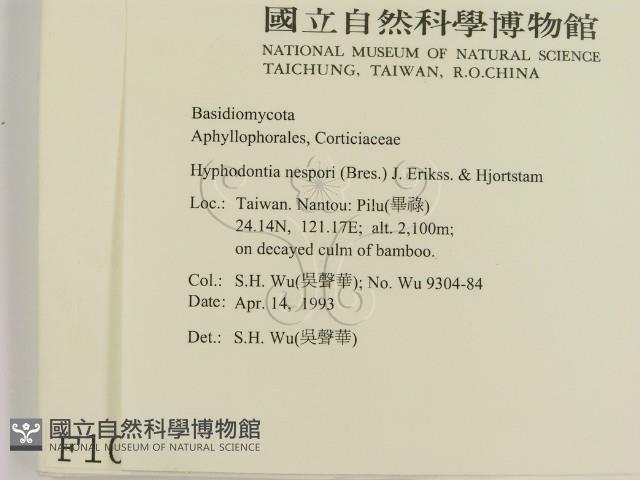 國立自然科學博物館
NATIONAL MUSEUM OF NATURAL SCIENCE
TAICHUNG, TAIWAN, R.O.CHINA
Basidiomycota
Aphyllophorales, Corticiaceae
Hyphodontia nespori (Bres.) J. Erikss. & Hjortstam
Loc.: Taiwan. Nantou: Pilu(畢祿)
24.14N, 121.17E; alt. 2,100m;
on decayed culm of bamboo.
Col.: S.H. Wu(吳聲華); No. Wu 9304-84
Date: Apr. 14, 1993
Det.: S.H. Wu(吳聲華)
國立自然科學博物館
NATIONAL MUSEUM OF NATURAL SCIENCE